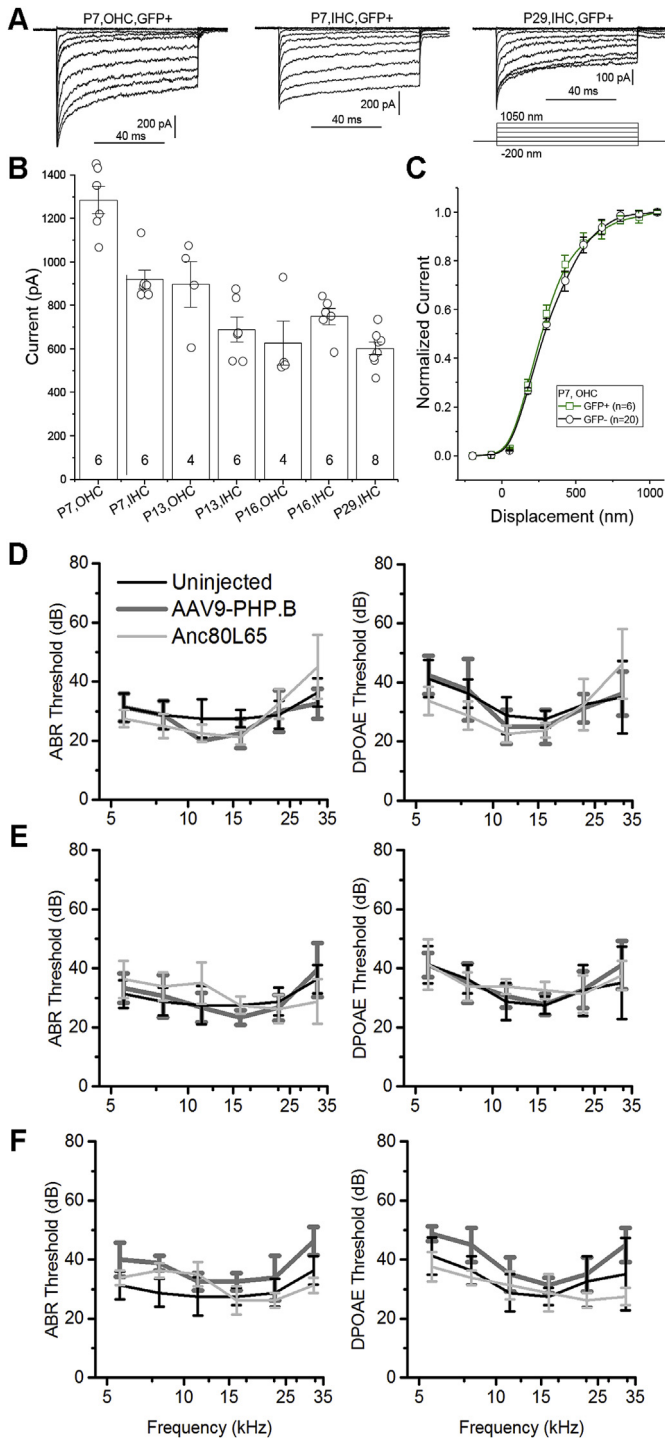 A
P7,OHC,GFP+
P7,IHC,GFP+
P29,IHC,GFP+
200 pA
40 ms
200 pA
40 ms
100 pA
40 ms
1050 nm
-200 nm
B
Current (pA)
1400
1200
1000
800
600
400
200
0
6
6
4
6
4
6
8
P7,OHC
P7,IHC
P13,OHC
P13,IHC
P16,OHC
P16,IHC
P29,IHC
C
Normalized Current
1.0
0.8
0.6
0.4
0.2
0.0
P7, OHC
GFP+ (n=6)
GFP- (n=20)
0
500
1000
Displacement (nm)
D
ABR Threshold (dB)
80
60
40
20
0
Uninjected
AAV9-PHP.B
Anc80L65
5
10
15
25
35
DPOAE Threshold (dB)
80
60
40
20
0
5
10
15
25
35
E
ABR Threshold (dB)
80
60
40
20
0
5
10
15
25
35
DPOAE Threshold (dB)
80
60
40
20
0
5
10
15
25
35
F
ABR Threshold (dB)
80
60
40
20
0
5
10
15
25
35
Frequency (kHz)
DPOAE Threshold (dB)
80
60
40
20
0
5
10
15
25
35
Frequency (kHz)